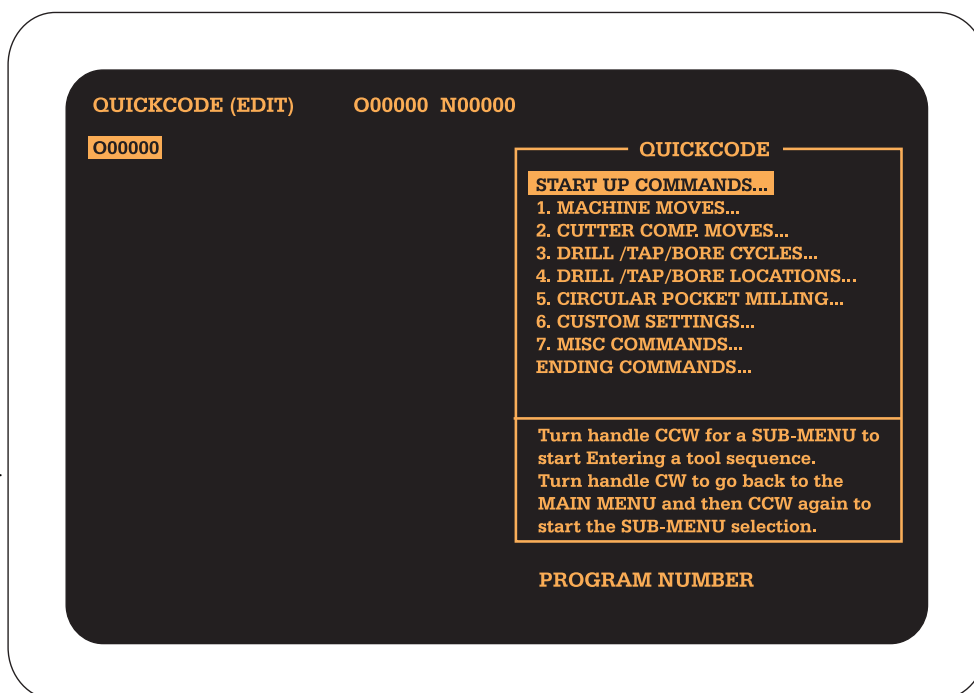 QUICKCODE (EDIT) O00000 N00000
O00000
QUICKCODE
START UP COMMANDS...
1. MACHINE MOVES...
2. CUTTER COMP. MOVES...
3. DRILL /TAP/BORE CYCLES...
4. DRILL /TAP/BORE LOCATIONS...
5. CIRCULAR POCKET MILLING...
6. CUSTOM SETTINGS...
7. MISC COMMANDS...
ENDING COMMANDS...
Turn handle CCW for a SUB-MENU to
start Entering a tool sequence.
Turn handle CW to go back to the
MAIN MENU and then CCW again to
start the SUB-MENU selection.
PROGRAM NUMBER